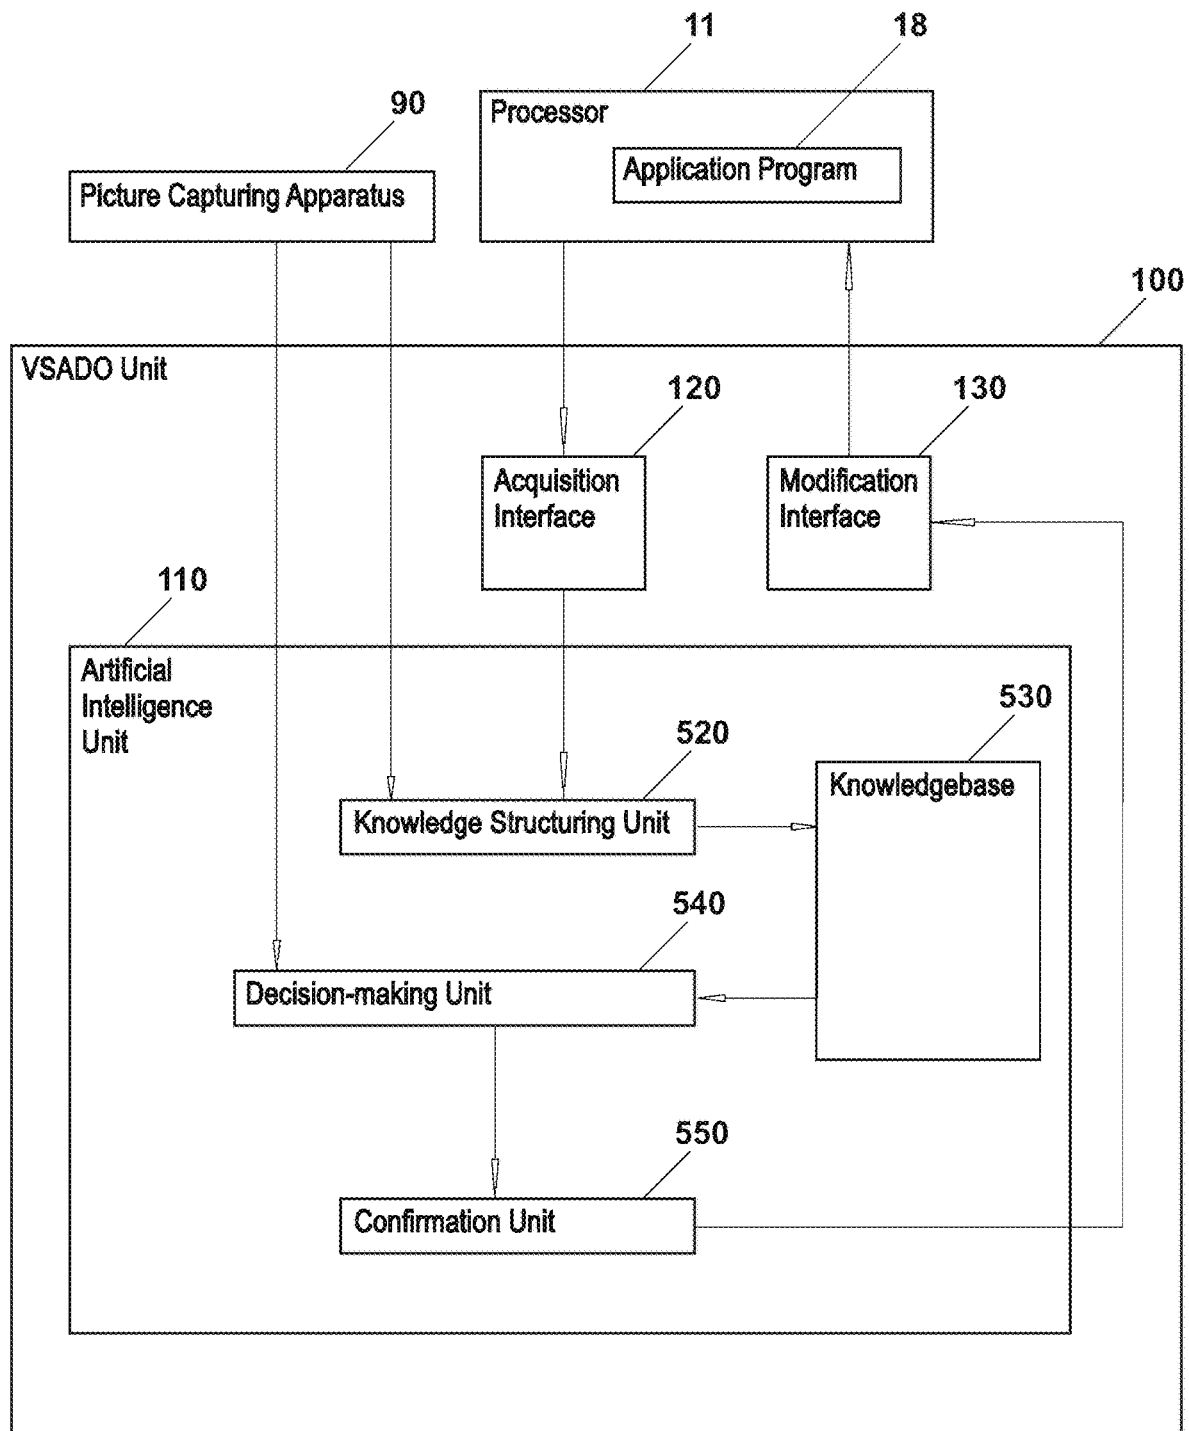 11
18
90
Processor
Application Program
Picture Capturing Apparatus
100
VSADO Unit
120
130
Acquisition
Interface
Modification
Interface
110
Artificial
Intelligence
Unit
520
530
Knowledge Structuring Unit
Knowledgebase
540
Decision-making Unit
550
Confirmation Unit